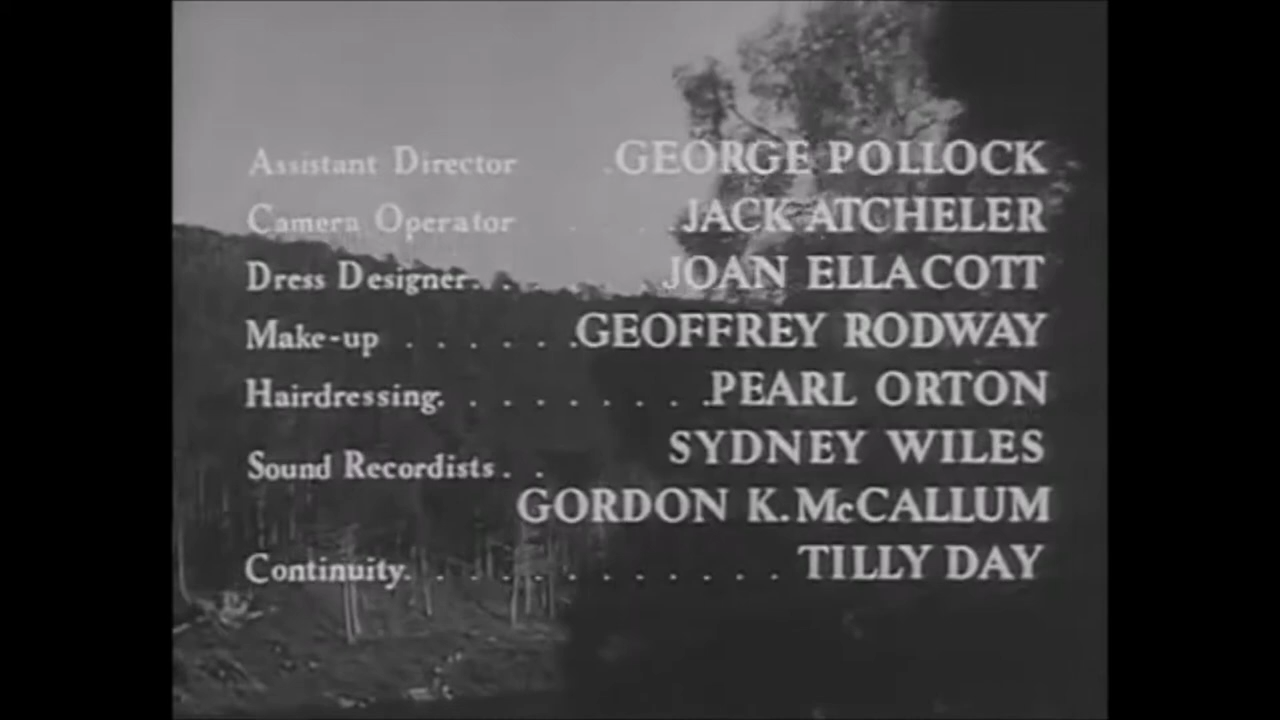 Assistant Director .GEORGE POLLOCK
Camera Operator . . . .JACK ATCHELER
Dress Designer. . . . .JOAN ELLACOTT
Make-up . . . . . .GEOFFREY RODWAY
Hairdressing. . . . . . . . .PEARL ORTON
SYDNEY WILES
Sound Recordists . .
GORDON K. McCALLUM
Continuity. . . . . . . . . . . . TILLY DAY